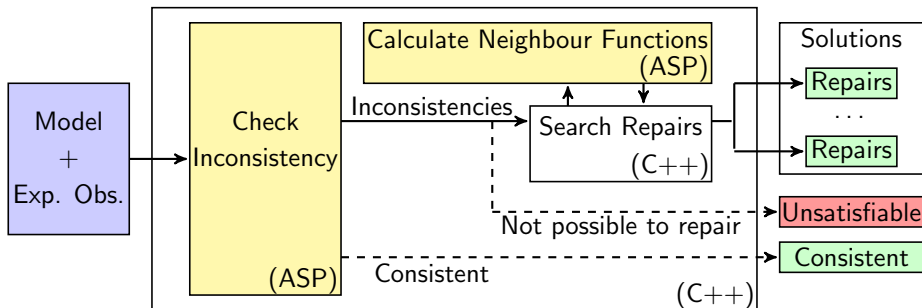 Model
+
Exp. Obs.
Check
Inconsistency
(ASP)
Calculate Neighbour Functions
(ASP)
Inconsistencies
Search Repairs
(C++)
Not possible to repair
Consistent
(C++)
Solutions
Repairs
...
Repairs
Unsatisfiable
Consistent